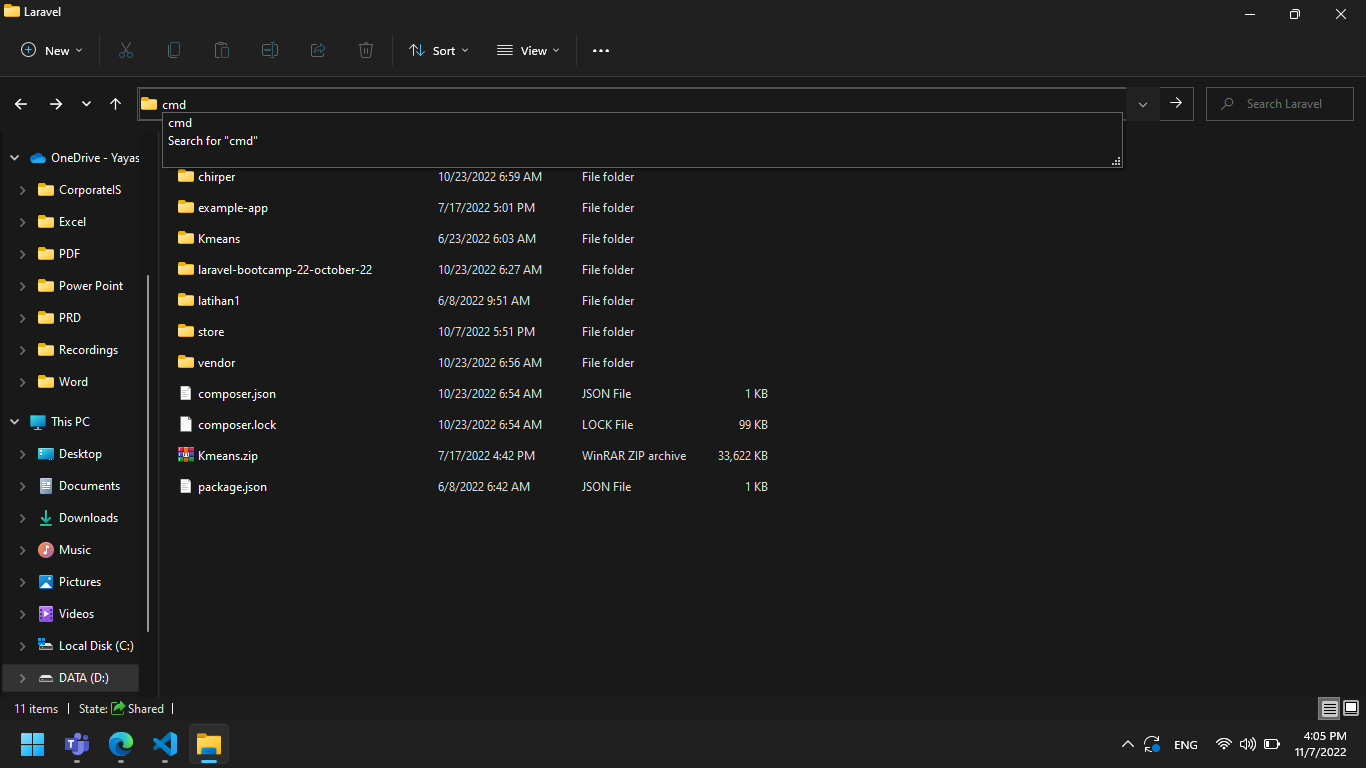 Laravel
New
Sort
View
cmd
Search Laravel
cmd
Search for "cmd"
OneDrive - Yayas
CorporateIS
Excel
PDF
Power Point
PRD
Recordings
Word
This PC
Desktop
Documents
Downloads
Music
Pictures
Videos
Local Disk (C:)
DATA (D:)
chirper 10/23/2022 6:59 AM File folder
example-app 7/17/2022 5:01 PM File folder
Kmeans 6/23/2022 6:03 AM File folder
laravel-bootcamp-22-october-22 10/23/2022 6:27 AM File folder
latihan1 6/8/2022 9:51 AM File folder
store 10/7/2022 5:51 PM File folder
vendor 10/23/2022 6:56 AM File folder
composer.json 10/23/2022 6:54 AM JSON File 1 KB
composer.lock 10/23/2022 6:54 AM LOCK File 99 KB
Kmeans.zip 7/17/2022 4:42 PM WinRAR ZIP archive 33,622 KB
package.json 6/8/2022 6:42 AM JSON File 1 KB
11 items State: Shared
ENG
4:05 PM
11/7/2022